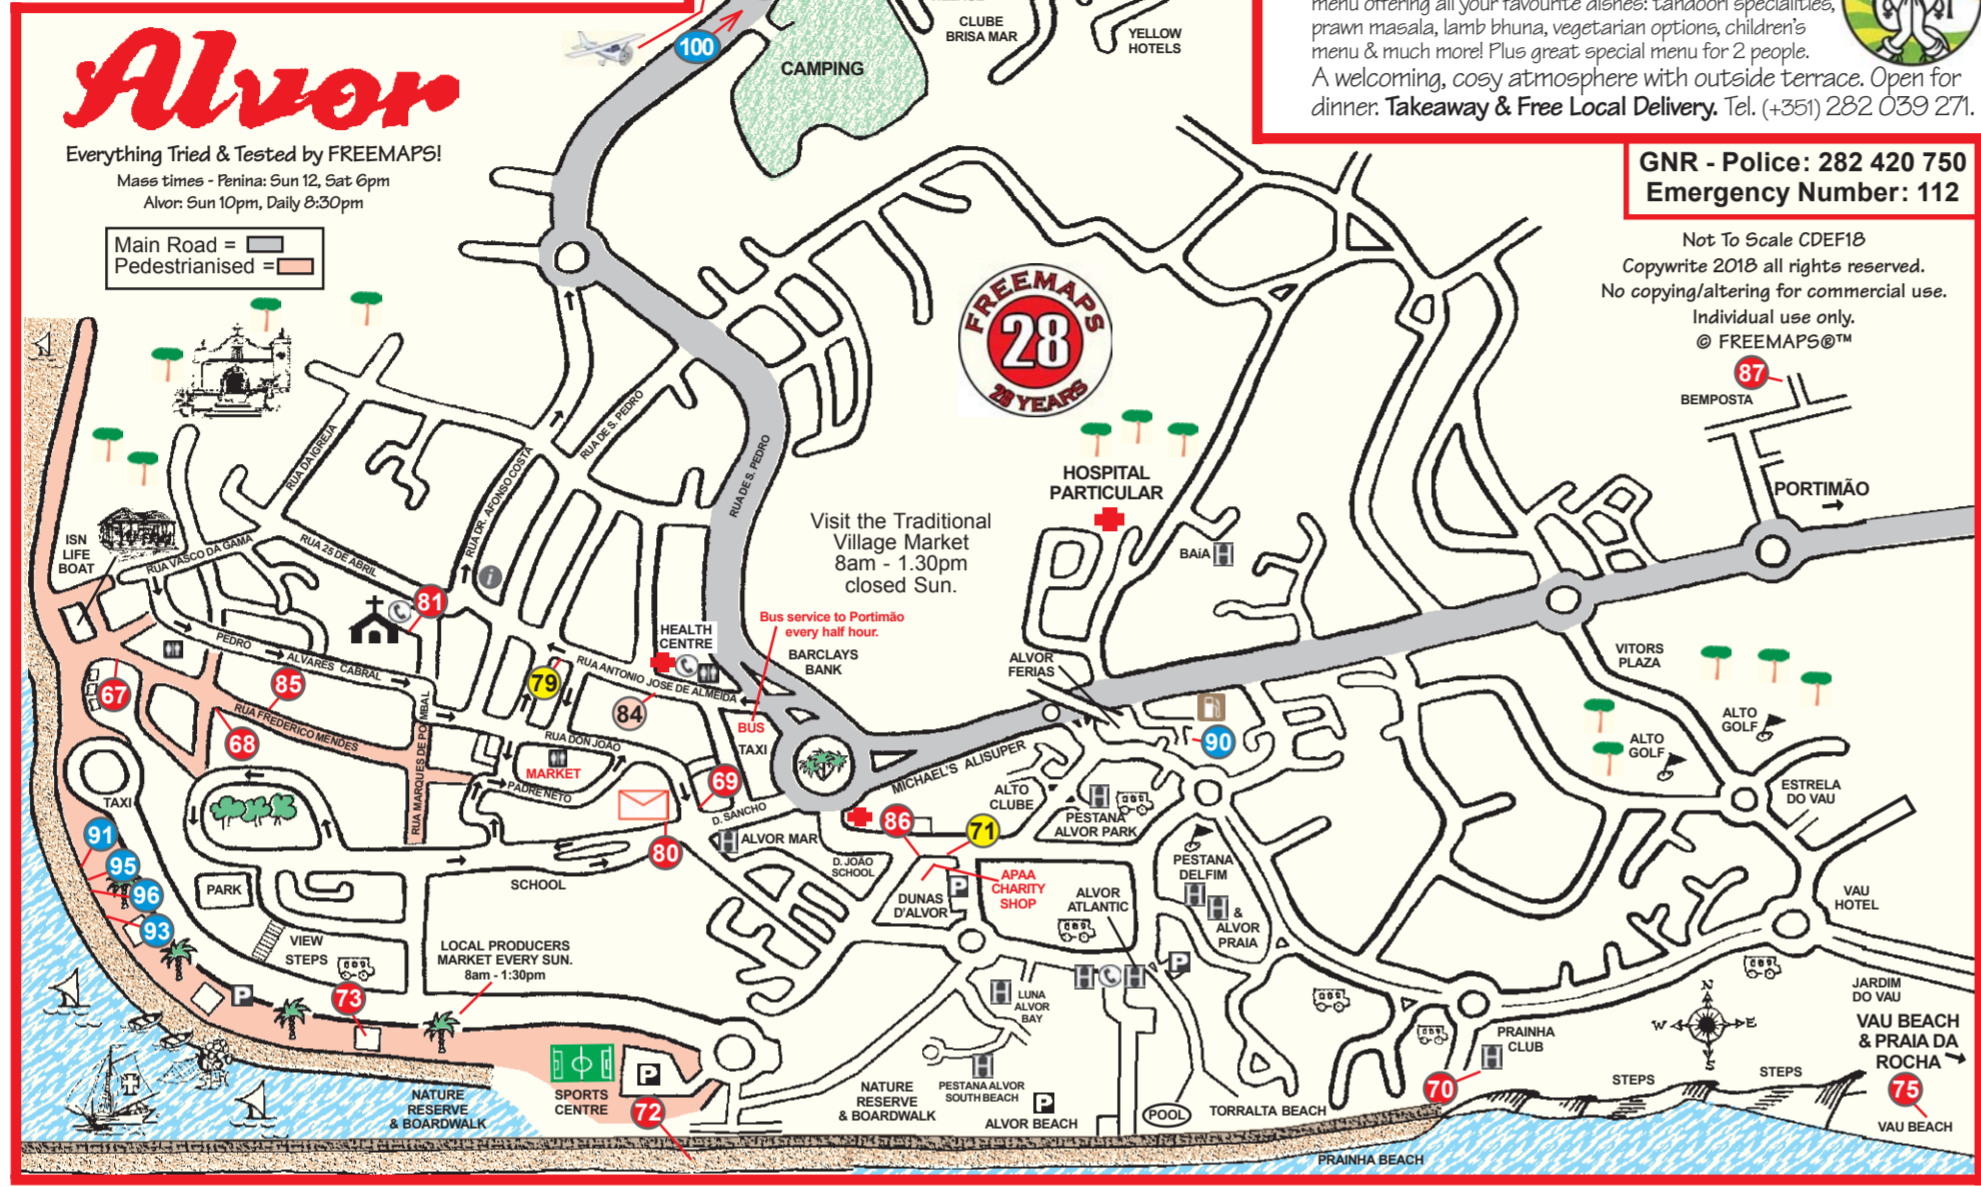 menu offering all your favourite dishes: tandoori specialities,
prawn masala, lamb bhuna, vegetarian options, children's
menu & much more! Plus great special menu for 2 people.
A welcoming, cosy atmosphere with outside terrace. Open for
dinner. Takeaway & Free Local Delivery. Tel. (+351) 282 039 271.
GNR - Police: 282 420 750
Emergency Number: 112
Not To Scale CDEF18
Copywrite 2018 all rights reserved.
No copying/altering for commercial use.
Individual use only.
© FREEMAPS®™
Alvor
Everything Tried & Tested by FREEMAPS!
Mass times - Penina: Sun 12, Sat 6pm
Alvor: Sun 10pm, Daily 8:30pm
Main Road =
Pedestrianised =
100
CAMPING
CLUBE
BRISA MAR
YELLOW
HOTELS
FREEMAPS
28
28 YEARS
87
BEMPOSTA
PORTIMÃO
HOSPITAL
PARTICULAR
BAíA
H
RUA DA IGREJA
RUA DE S. PEDRO
RUA DE S. PEDRO
RUA DR. AFONSO COSTA
Visit the Traditional
Village Market
8am - 1.30pm
closed Sun.
ISN
LIFE
BOAT
RUA VASCO DA GAMA
RUA 25 DE ABRIL
i
81
HEALTH
CENTRE
Bus service to Portimão
every half hour.
BARCLAYS
BANK
ALVOR
FERIAS
VITORS
PLAZA
PEDRO
ALVARES CABRAL
RUA ANTONIO JOSE DE ALMEIDA
67
85
79
84
BUS
TAXI
RUA FREDERICO MENDES
68
RUA MARQUES DE POMBAL
RUA DON JOÃO
MARKET
PADRE NETO
69
D. SANCHO
MICHAEL'S ALISUPER
90
ALTO
GOLF
ALTO
GOLF
ESTRELA
DO VAU
TAXI
ALTO
CLUBE
H
PESTANA
ALVOR PARK
86
71
80
H
ALVOR MAR
D. JOÃO
SCHOOL
91
95
96
93
PARK
SCHOOL
DUNAS
D'ALVOR
P
APAA
CHARITY
SHOP
ALVOR
ATLANTIC
PESTANA
DELFIM
H
H
&
ALVOR
PRAIA
VAU
HOTEL
VIEW
STEPS
LOCAL PRODUCERS
MARKET EVERY SUN.
8am - 1:30pm
P
73
H
H
P
H
LUNA
ALVOR
BAY
JARDIM
DO VAU
N
W
E
S
VAU BEACH
& PRAIA DA
ROCHA
75
VAU BEACH
PRAINHA
CLUB
H
70
STEPS
STEPS
P
SPORTS
CENTRE
72
NATURE
RESERVE
& BOARDWALK
NATURE
RESERVE
& BOARDWALK
H
PESTANA ALVOR
SOUTH BEACH
P
ALVOR BEACH
POOL
TORRALTA BEACH
PRAINHA BEACH